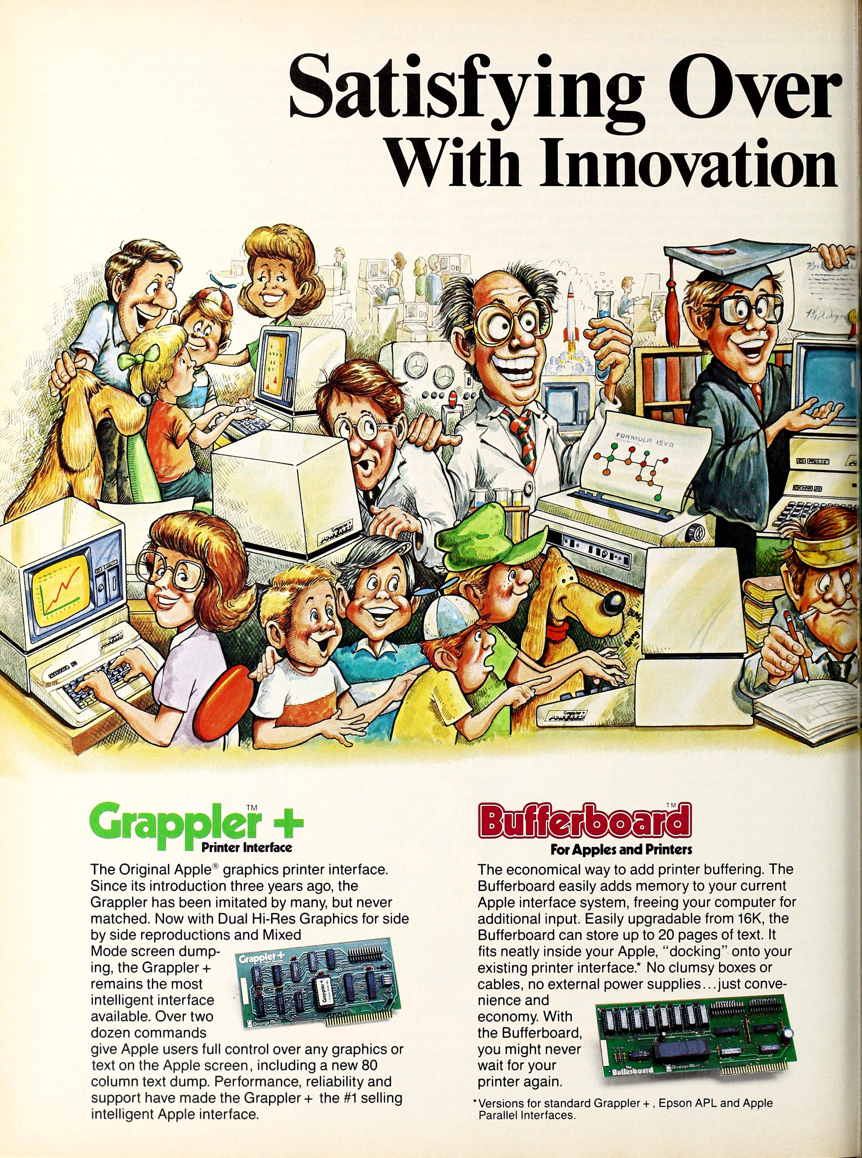 Satisfying Over
With Innovation
FORMULA 15YA
Grappler™ +
Printer Interface
The Original Apple® graphics printer interface.
Since its introduction three years ago, the
Grappler has been imitated by many, but never
matched. Now with Dual Hi-Res Graphics for side
by side reproductions and Mixed
Mode screen dump-
ing, the Grappler +
remains the most
intelligent interface
available. Over two
dozen commands
give Apple users full control over any graphics or
text on the Apple screen, including a new 80
column text dump. Performance, reliability and
support have made the Grappler + the #1 selling
intelligent Apple interface.
Grappler +
Bufferboard™
For Apples and Printers
The economical way to add printer buffering. The
Bufferboard easily adds memory to your current
Apple interface system, freeing your computer for
additional input. Easily upgradable from 16K, the
Bufferboard can store up to 20 pages of text. It
fits neatly inside your Apple, “docking” onto your
existing printer interface.* No clumsy boxes or
cables, no external power supplies...just conve-
nience and
economy. With
the Bufferboard,
you might never
wait for your
printer again.
Bufferboard
*Versions for standard Grappler +, Epson APL and Apple
Parallel Interfaces.